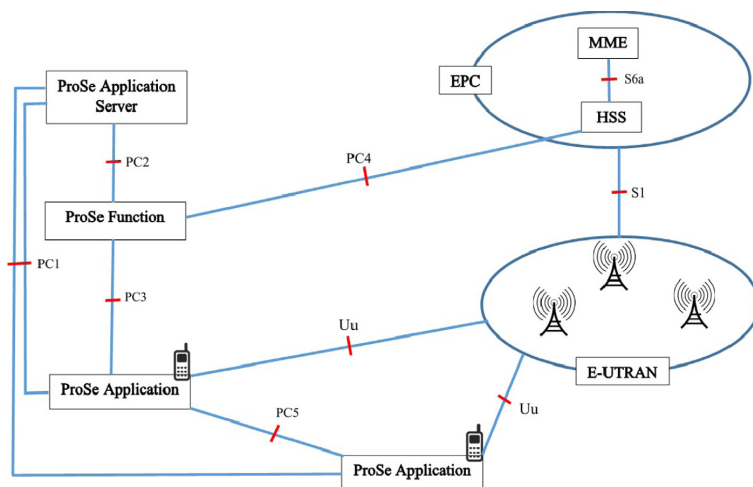 MME
EPC
S6a
ProSe Application
Server
HSS
PC2
PC4
S1
ProSe Function
PC1
PC3
Uu
E-UTRAN
ProSe Application
PC5
Uu
ProSe Application